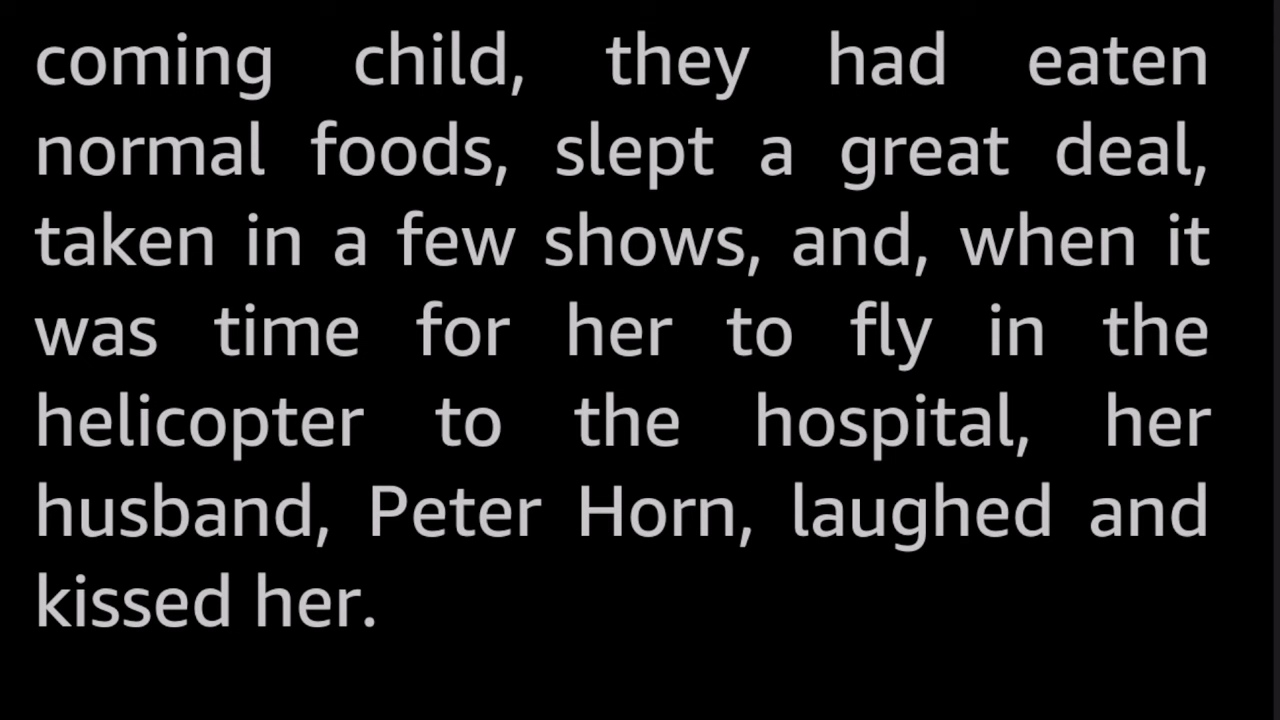 coming child, they had eaten
normal foods, slept a great deal,
taken in a few shows, and, when it
was time for her to fly in the
helicopter to the hospital, her
husband, Peter Horn, laughed and
kissed her.